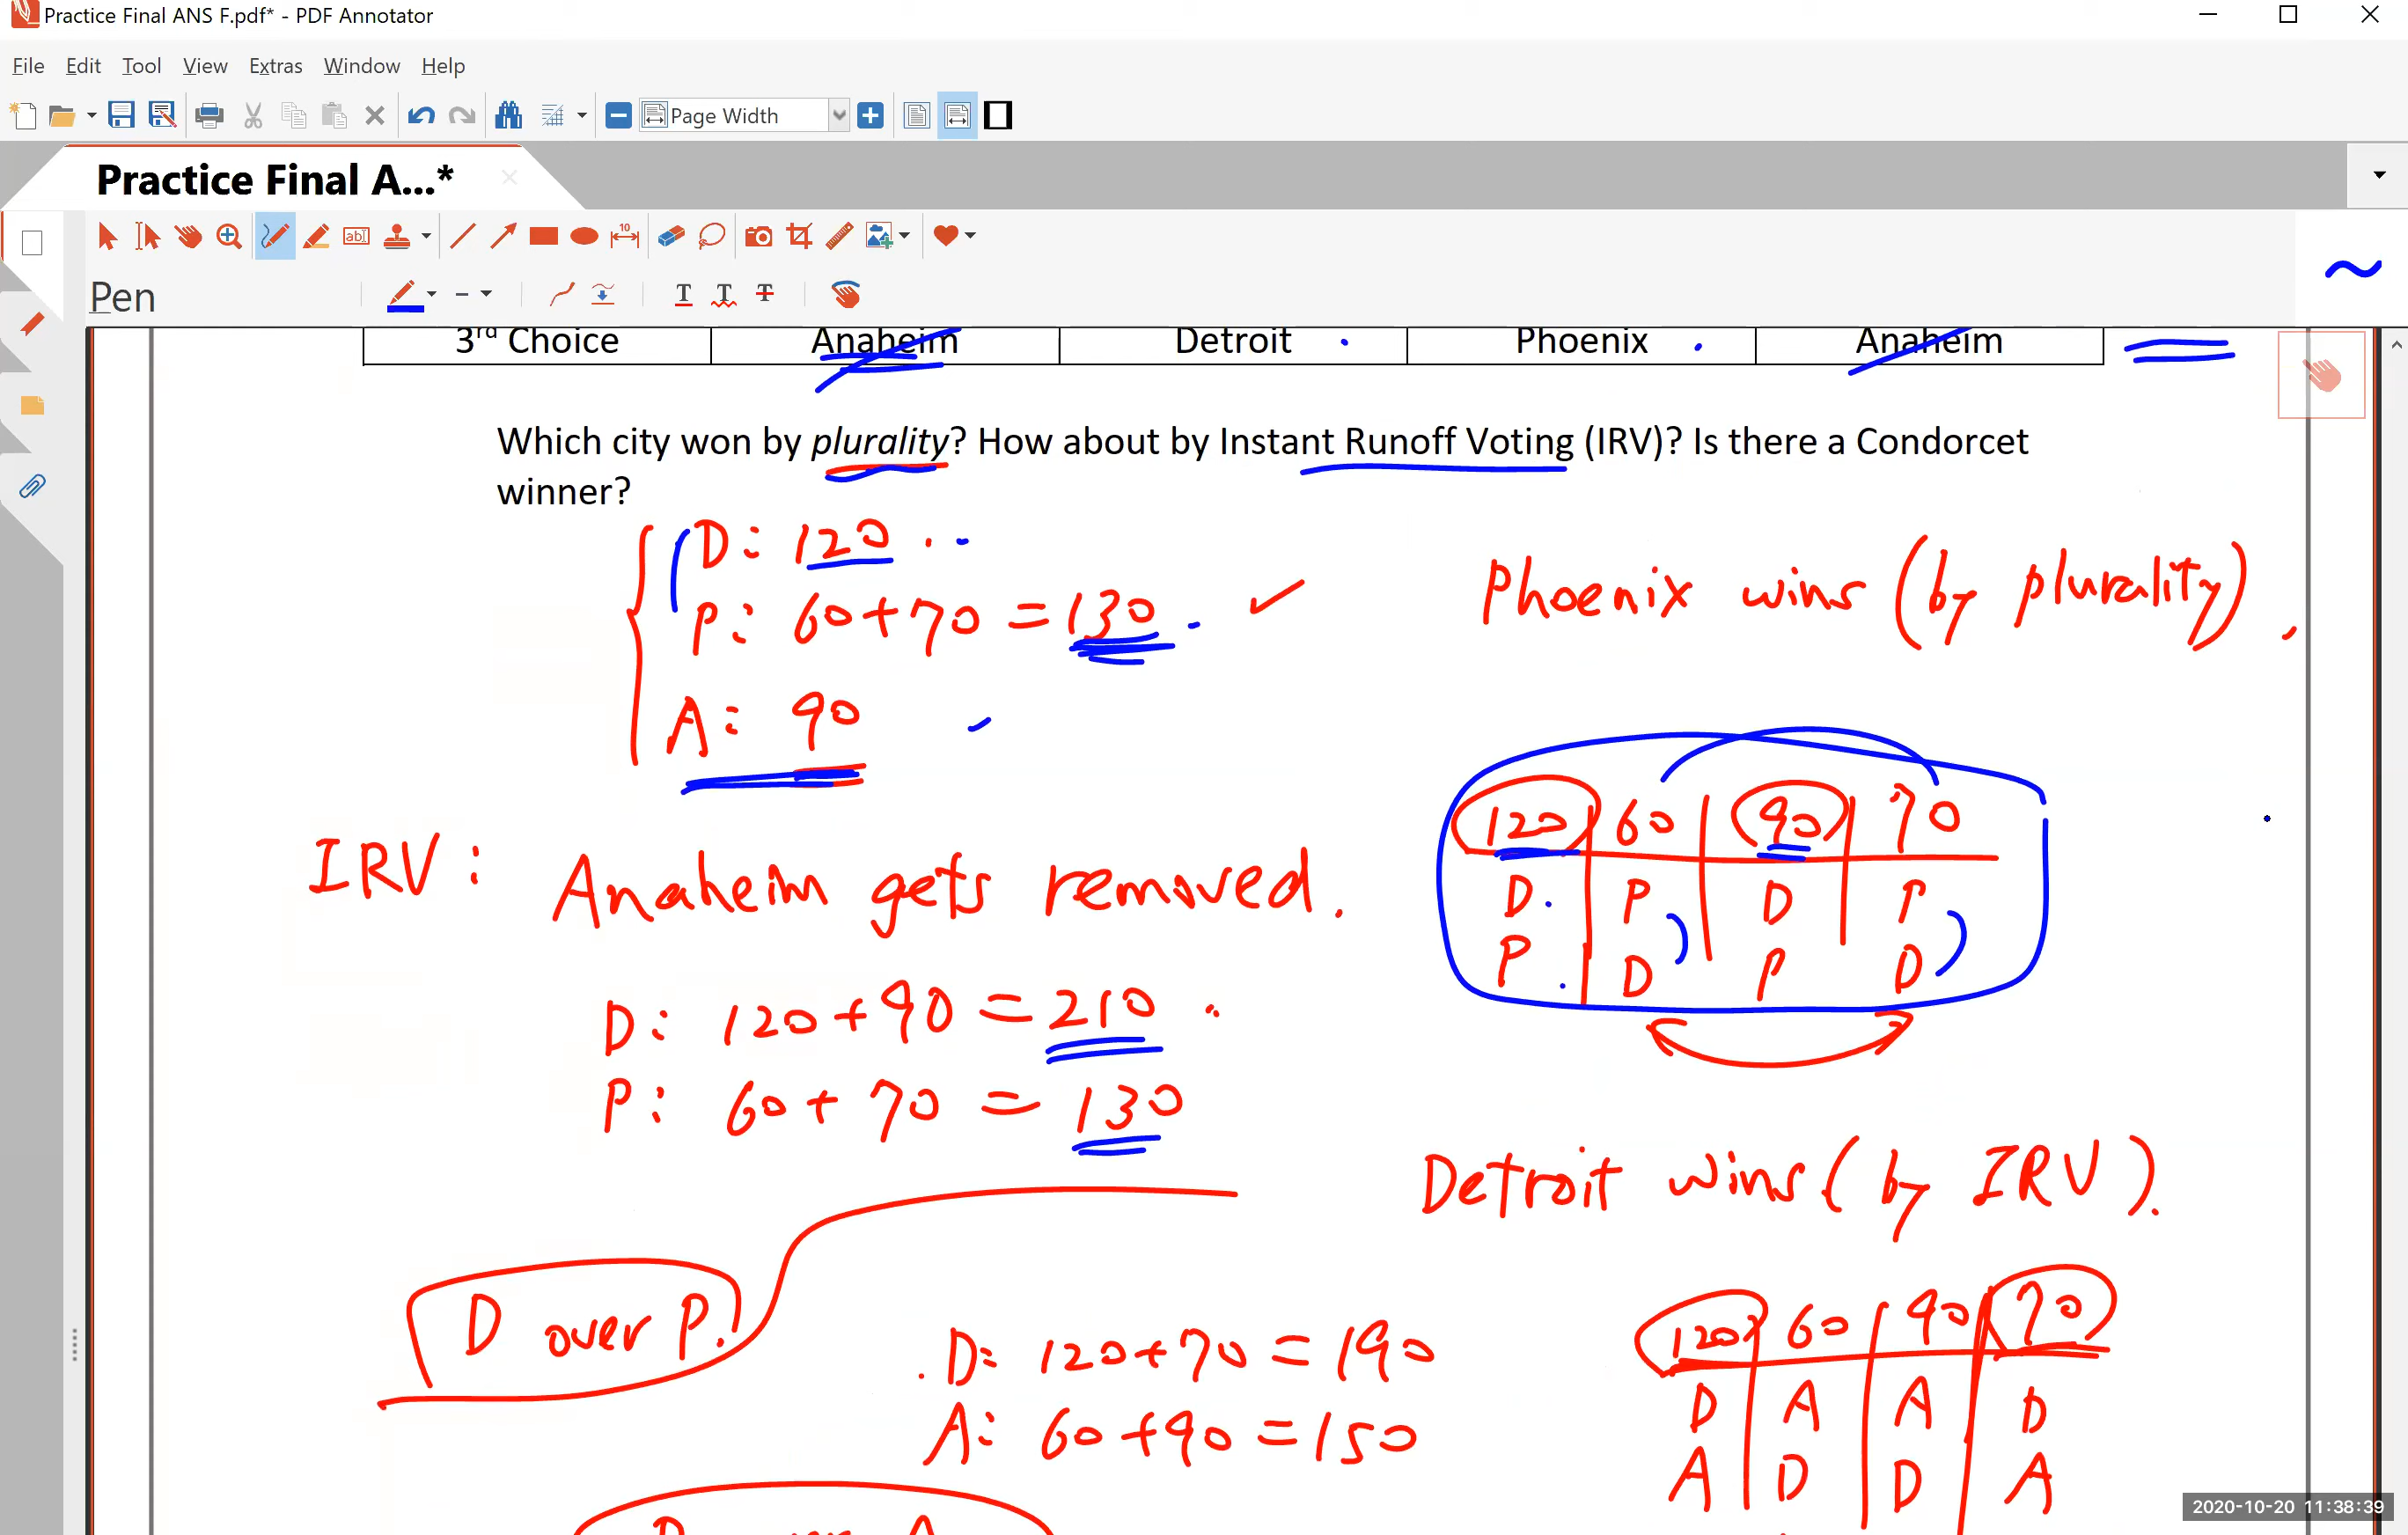 Practice Final ANS F.pdf* - PDF Annotator
File Edit Tool View Extras Window Help
Page Width
Practice Final A...*
Pen
3rd Choice Anaheim Detroit Phoenix Anaheim
Which city won by plurality? How about by Instant Runoff Voting (IRV)? Is there a Condorcet
winner?
D: 120
P: 60+70 = 130
Phoenix wins (by plurality).
A: 90
120 60 90 70
D P D P
P D P D
IRV: Anaheim gets removed.
D: 120+90 = 210
P: 60+70 = 130
Detroit wins (by IRV).
D over P.
D: 120+70 = 190
A: 60+90 = 150
120 60 90 70
D A A D
A D D A
2020-10-20 11:38:39